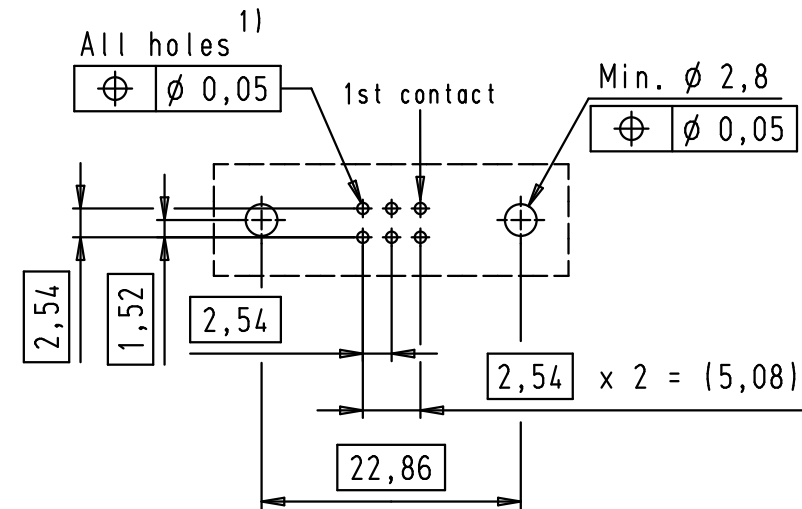 All holes 1)
⌖ ø 0,05
1st contact
Min. ø 2,8
⌖ ø 0,05
2,54
1,52
2,54
2,54 x 2 = (5,08)
22,86